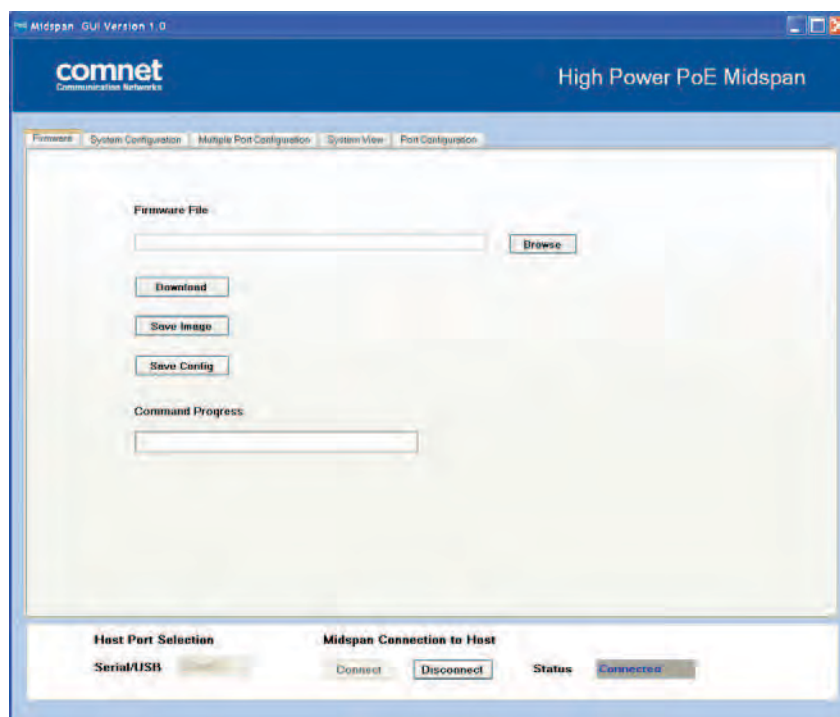 Midspan GUI Version 1.0
comnet
Communication Networks
High Power PoE Midspan
Firmware System Configuration Multiple Port Configuration System View Port Configuration
Firmware File
Browse
Download
Save Image
Save Config
Command Progress
Host Port Selection Midspan Connection to Host
Serial/USB Connect Disconnect Status Connected